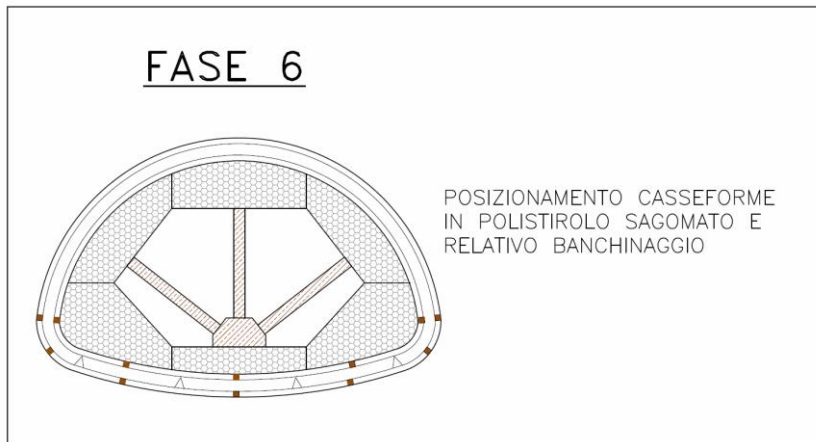 FASE 6
POSIZIONAMENTO CASSEFORME
IN POLISTIROLO SAGOMATO E
RELATIVO BANCHINAGGIO